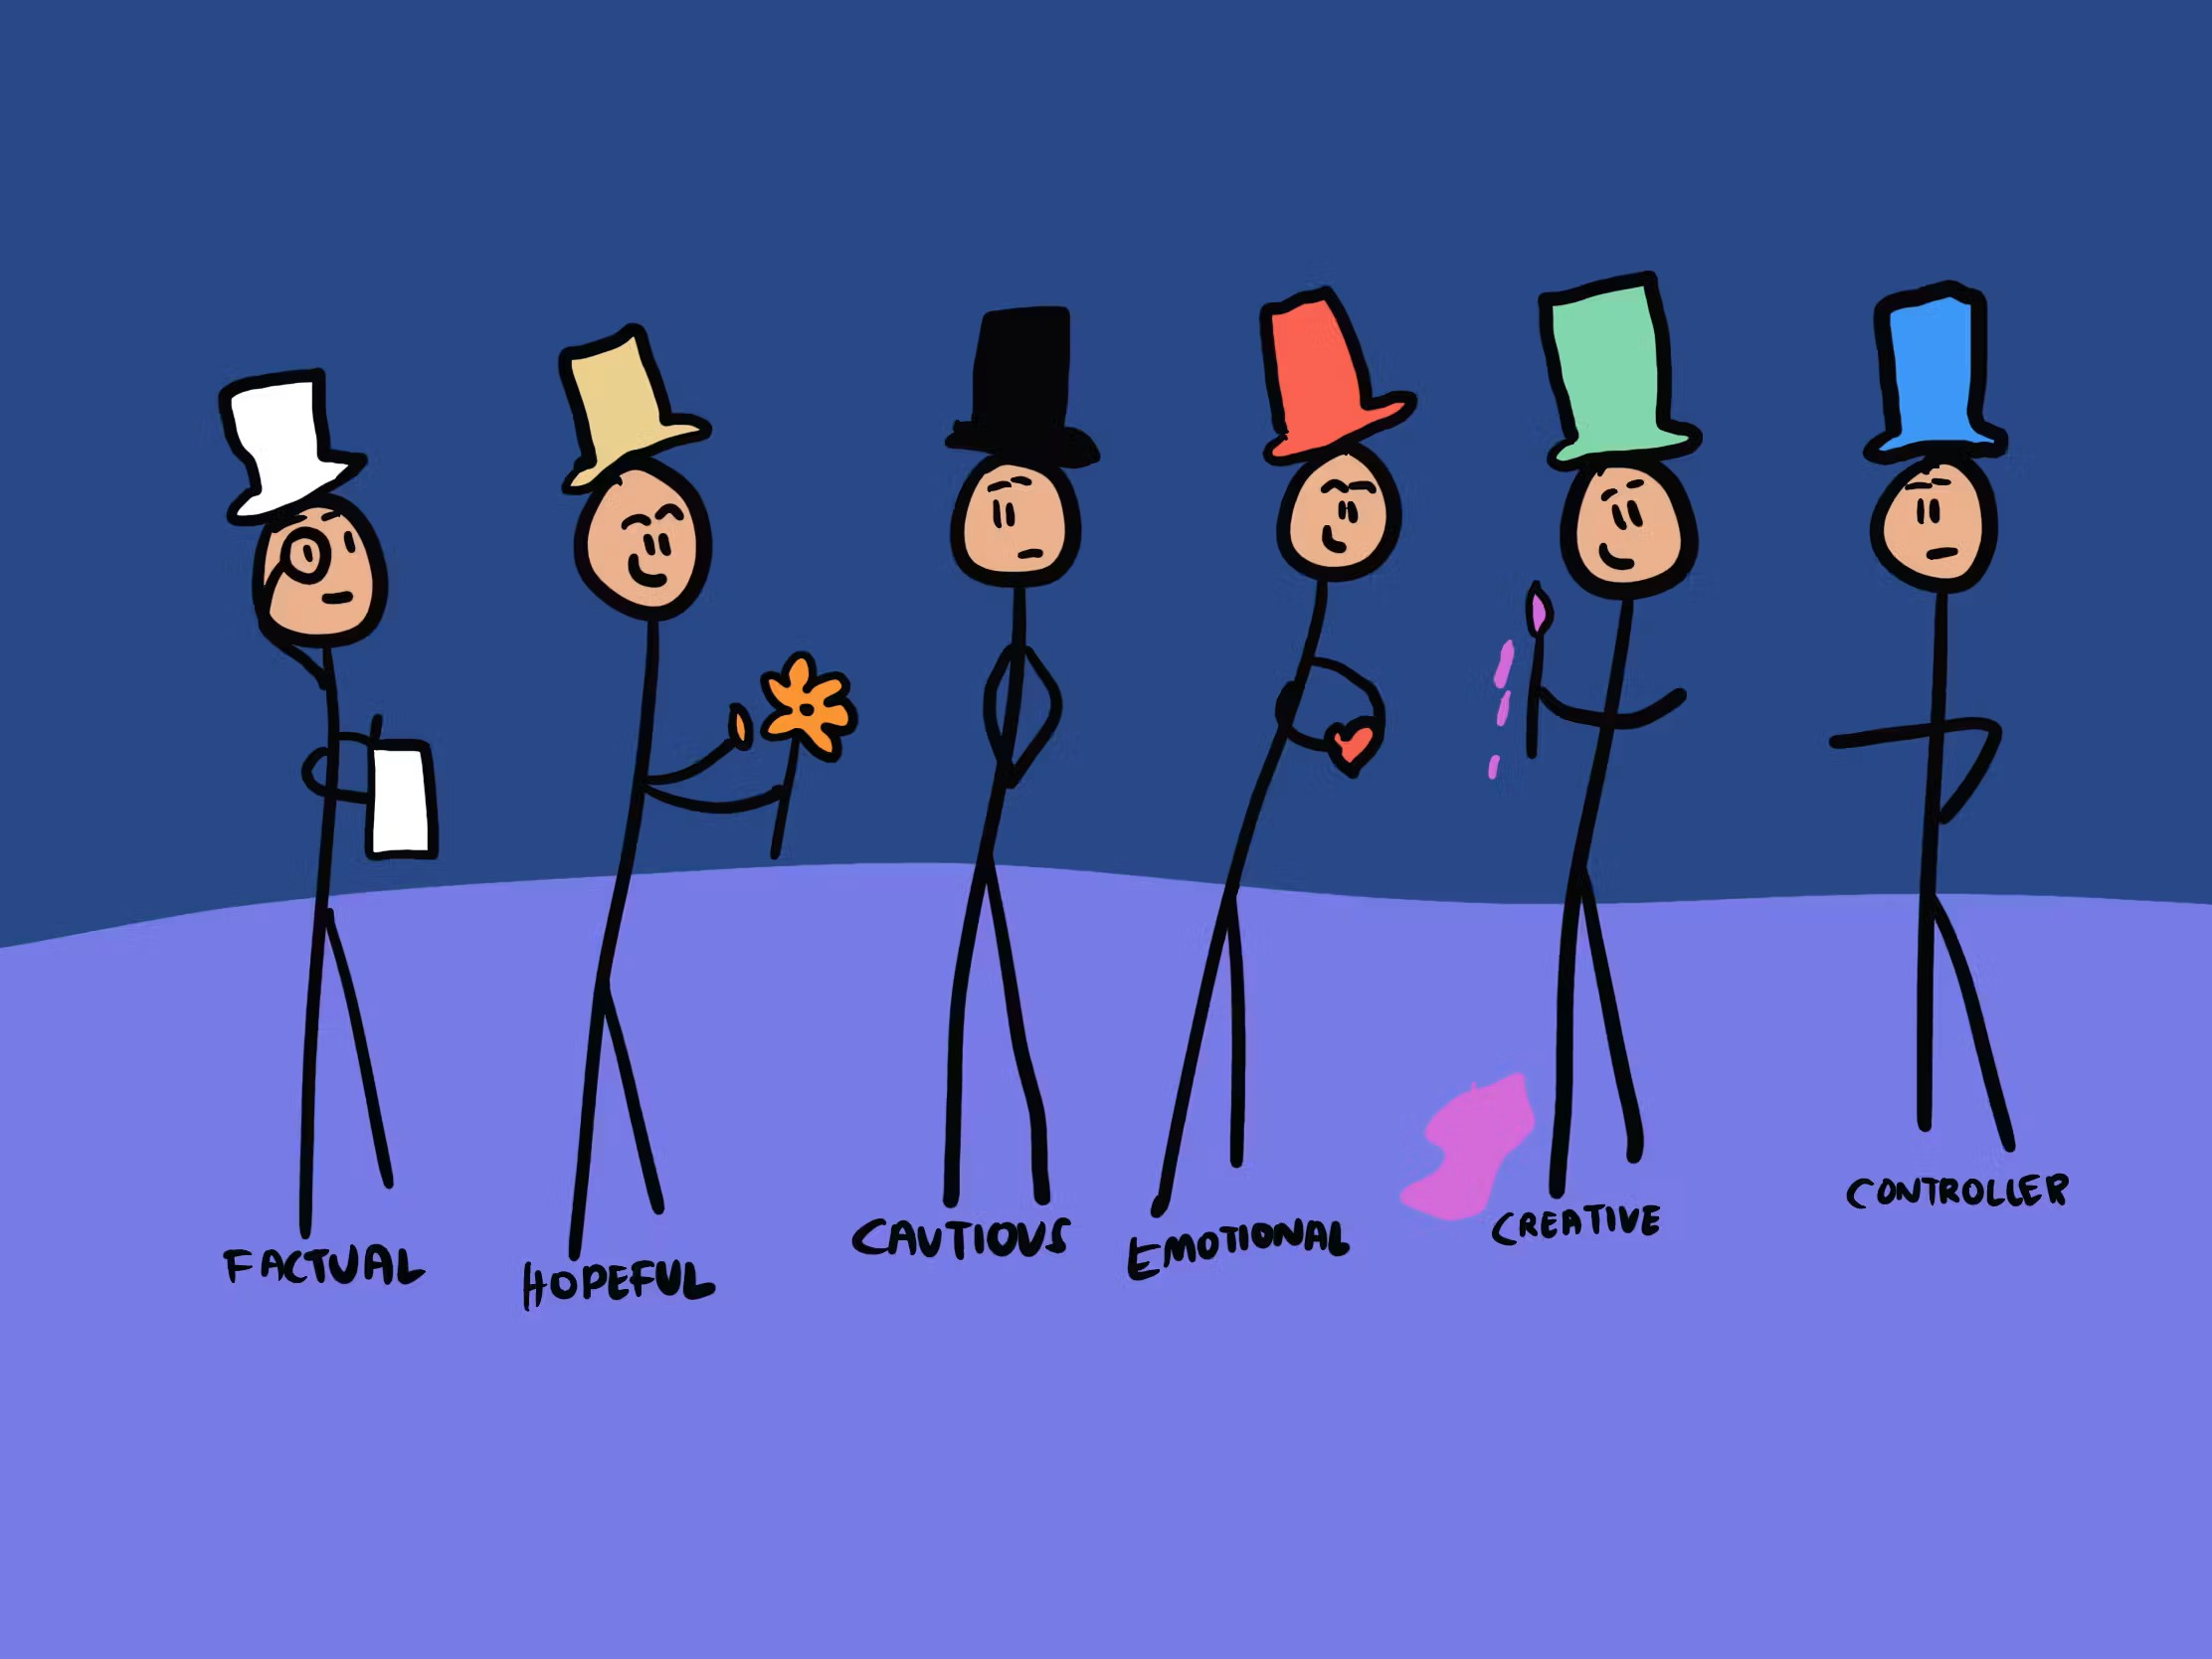 FACTUAL
HOPEFUL
CAUTIOUS
EMOTIONAL
CREATIVE
CONTROLLER